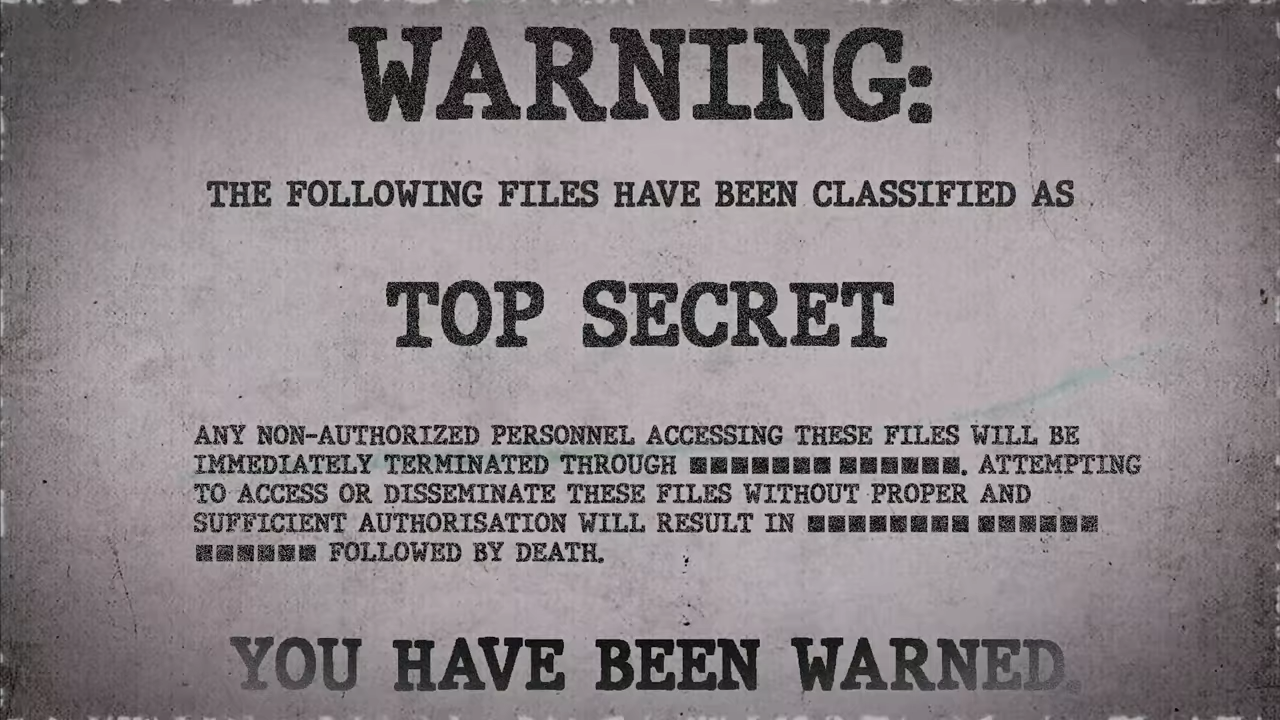 WARNING:
THE FOLLOWING FILES HAVE BEEN CLASSIFIED AS
TOP SECRET
ANY NON-AUTHORIZED PERSONNEL ACCESSING THESE FILES WILL BE
IMMEDIATELY TERMINATED THROUGH ■■■■■■■ ■■■■■■. ATTEMPTING
TO ACCESS OR DISSEMINATE THESE FILES WITHOUT PROPER AND
SUFFICIENT AUTHORISATION WILL RESULT IN ■■■■■■■■ ■■■■■■
■■■■■■ FOLLOWED BY DEATH.
YOU HAVE BEEN WARNED.